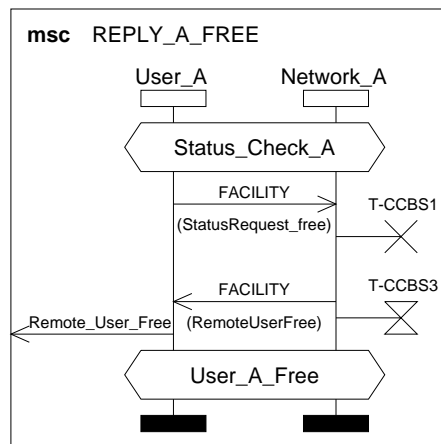 msc REPLY_A_FREE
User_A Network_A
Status_Check_A
FACILITY
T-CCBS1
(StatusRequest_free)
FACILITY
T-CCBS3
Remote_User_Free
(RemoteUserFree)
User_A_Free